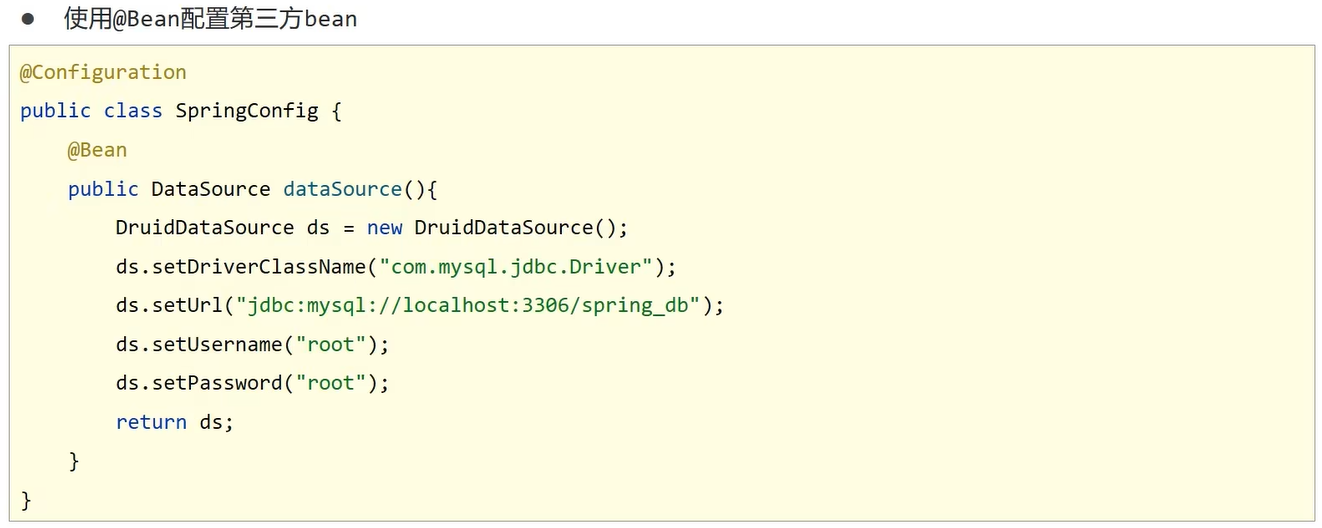 ● 使用@Bean配置第三方bean
@Configuration
public class SpringConfig {
    @Bean
    public DataSource dataSource(){
        DruidDataSource ds = new DruidDataSource();
        ds.setDriverClassName("com.mysql.jdbc.Driver");
        ds.setUrl("jdbc:mysql://localhost:3306/spring_db");
        ds.setUsername("root");
        ds.setPassword("root");
        return ds;
    }
}